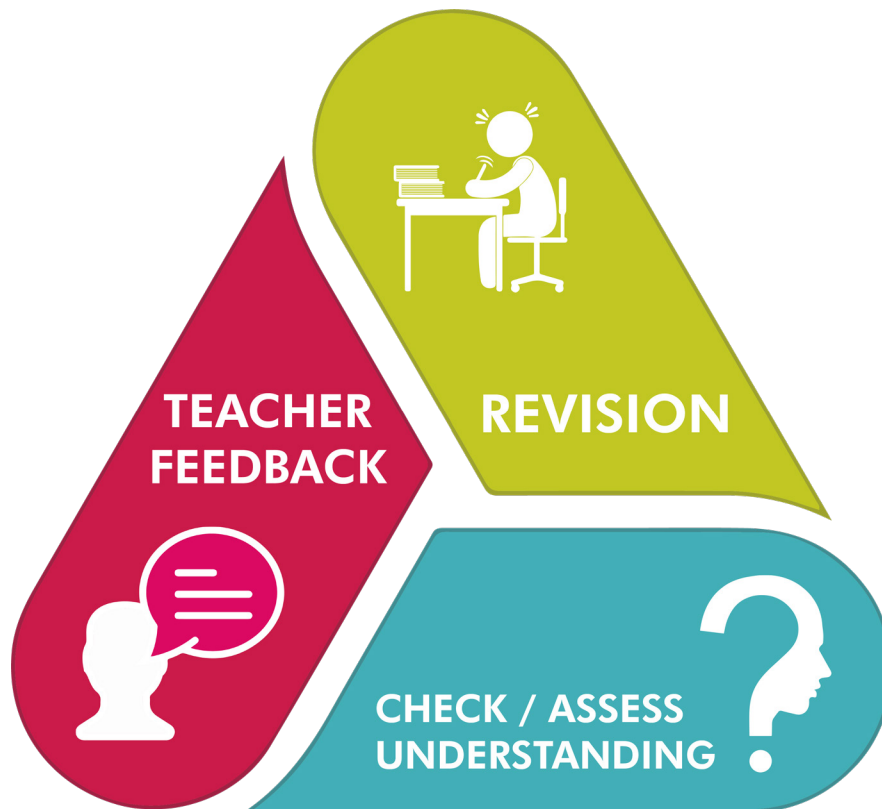 TEACHER
FEEDBACK
REVISION
CHECK / ASSESS
UNDERSTANDING